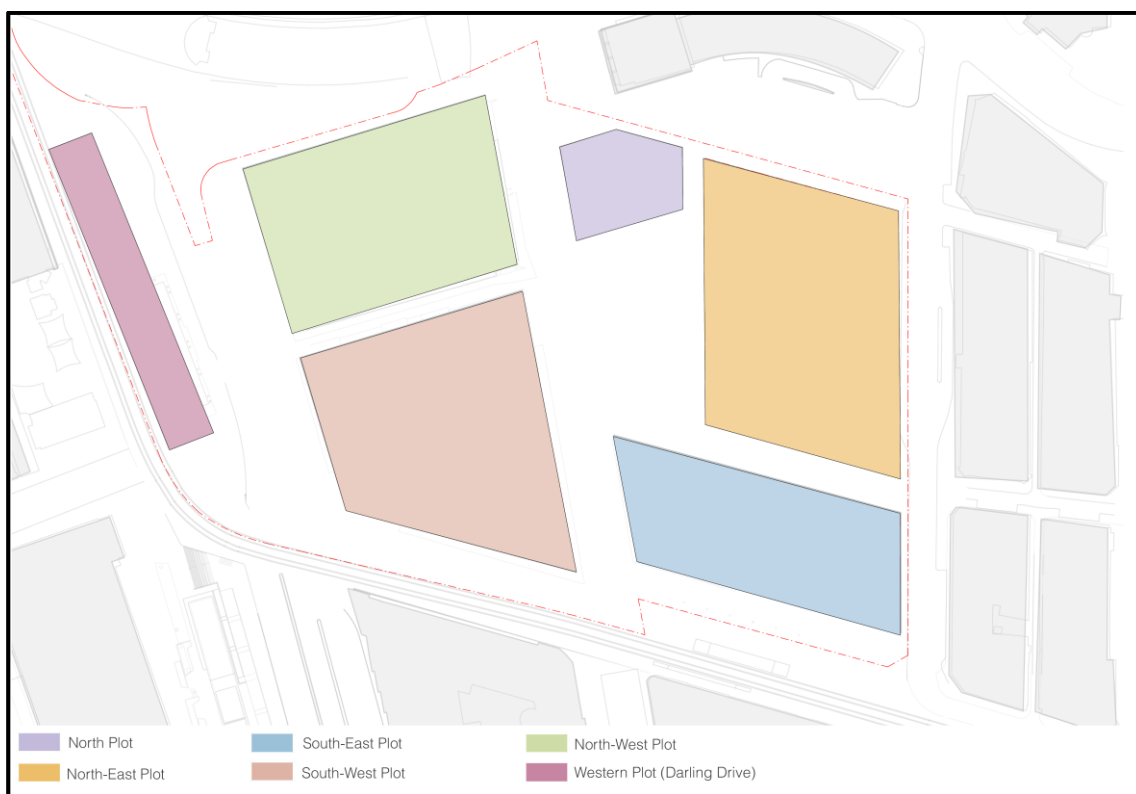 North Plot
South-East Plot
North-West Plot
North-East Plot
South-West Plot
Western Plot (Darling Drive)